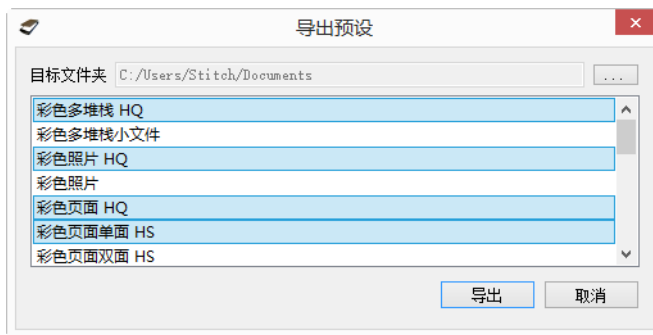 导出预设
目标文件夹 C:/Users/Stitch/Documents ...
彩色多堆栈 HQ
彩色多堆栈小文件
彩色照片 HQ
彩色照片
彩色页面 HQ
彩色页面单面 HS
彩色页面双面 HS
导出 取消